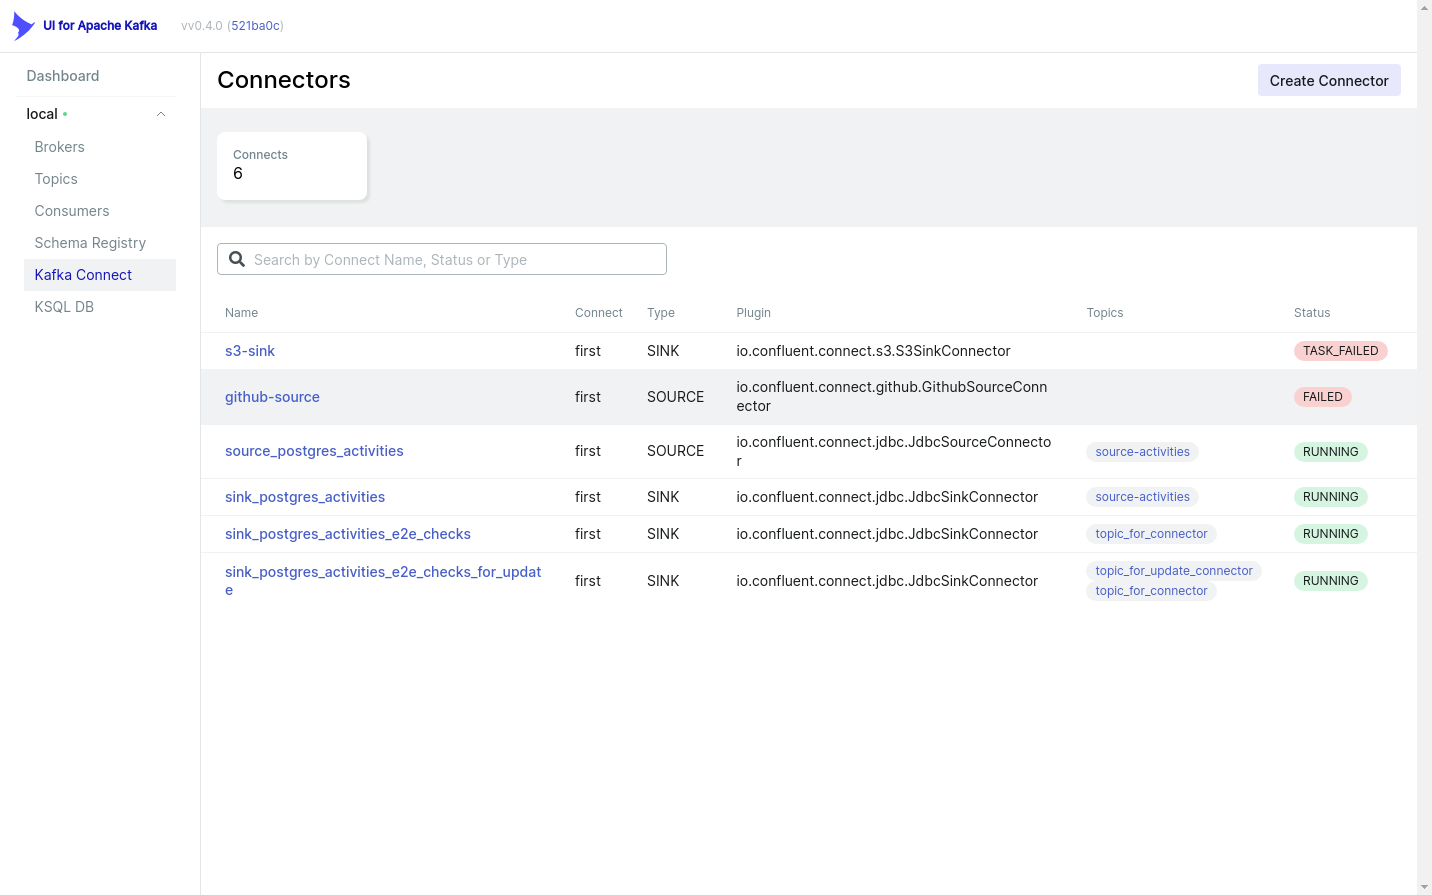 UI for Apache Kafka
vv0.4.0 (521ba0c)
Dashboard
local
Brokers
Topics
Consumers
Schema Registry
Kafka Connect
KSQL DB
Connectors
Create Connector
Connects
6
Search by Connect Name, Status or Type
Name Connect Type Plugin Topics Status
s3-sink first SINK io.confluent.connect.s3.S3SinkConnector TASK_FAILED
github-source first SOURCE io.confluent.connect.github.GithubSourceConn
ector
FAILED
source_postgres_activities first SOURCE io.confluent.connect.jdbc.JdbcSourceConnecto
r
source-activities RUNNING
sink_postgres_activities first SINK io.confluent.connect.jdbc.JdbcSinkConnector source-activities RUNNING
sink_postgres_activities_e2e_checks first SINK io.confluent.connect.jdbc.JdbcSinkConnector topic_for_connector RUNNING
sink_postgres_activities_e2e_checks_for_updat
e
first SINK io.confluent.connect.jdbc.JdbcSinkConnector
topic_for_update_connector
topic_for_connector
RUNNING